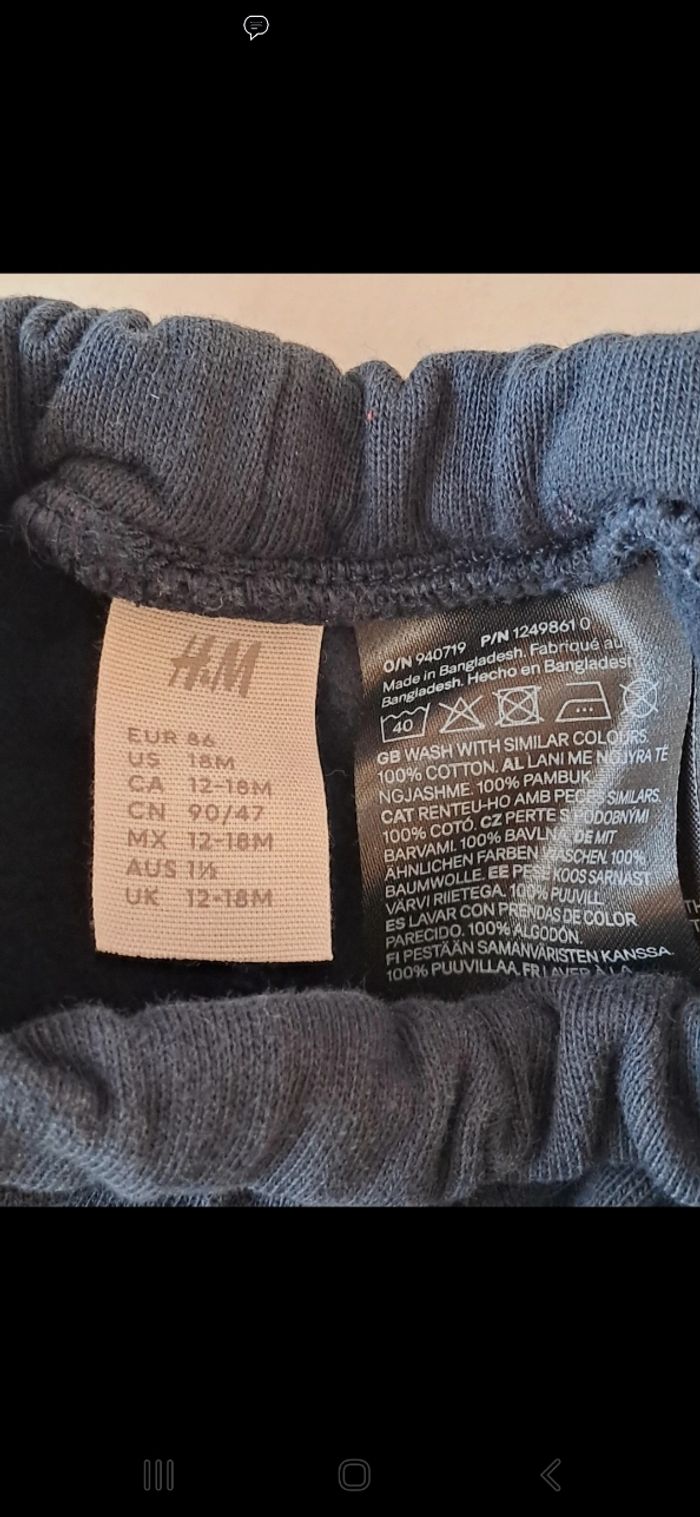 H&M
EUR 86
US 18M
CA 12-18M
CN 90/47
MX 12-18M
AUS 1½
UK 12-18M
O/N 940719 P/N 1249861 0
Made in Bangladesh. Fabriqué au
Bangladesh. Hecho en Bangladesh
40
GB WASH WITH SIMILAR COLOURS.
100% COTTON. AL LANI ME NGJYRA TË
NGJASHME. 100% PAMBUK.
CAT RENTEU-HO AMB PECES SIMILARS.
100% COTÓ. CZ PERTE S PODOBNÝMI
BARVAMI. 100% BAVLNA. DE MIT
ÄHNLICHEN FARBEN WASCHEN. 100%
BAUMWOLLE. EE PESE KOOS SARNAST
VÄRVI RIIETEGA. 100% PUUVILL.
ES LAVAR CON PRENDAS DE COLOR
PARECIDO. 100% ALGODÓN.
FI PESTÄÄN SAMANVÄRISTEN KANSSA.
100% PUUVILLAA. FR LAVER À LA